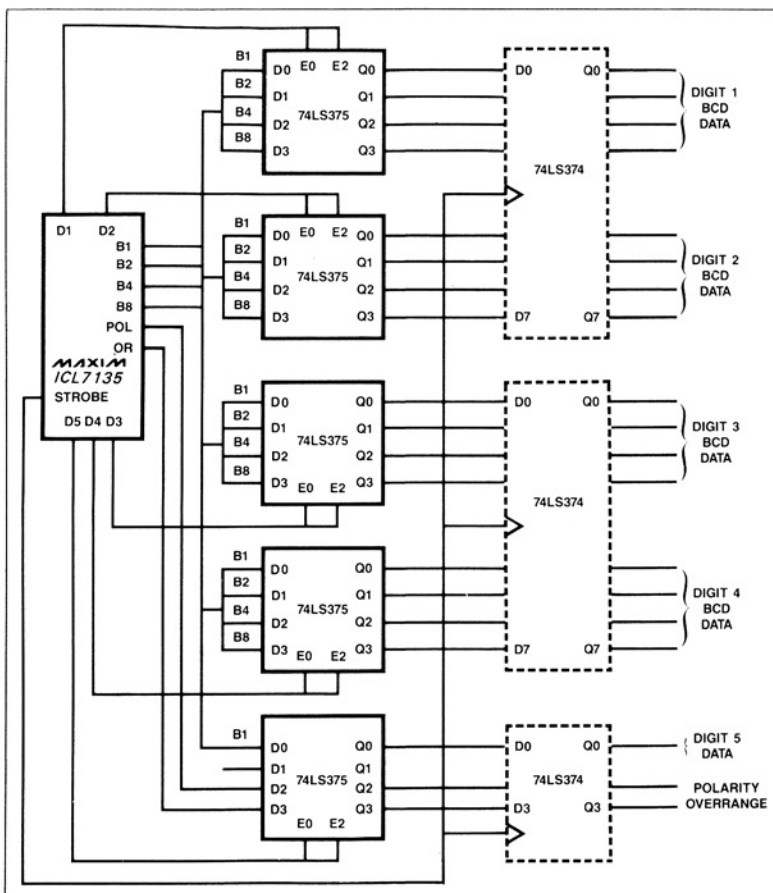 B1 E0 E2
D0 Q0 D0 Q0
B2
D1 Q1 DIGIT 1
B4 74LS375 BCD
D2 Q2 DATA
B8
D3 Q3
74LS374
B1 E0 E2
D1 D2
D0 Q0
B1
B2
B2 D1 Q1 DIGIT 2
B4 B4 74LS375 BCD
D2 Q2 DATA
B8 B8
D3 Q3 D7 Q7
POL
OR
MAXIM
ICL7135
STROBE
D5 D4 D3
B1
D0 Q0 D0 Q0
B2
D1 Q1 DIGIT 3
B4 74LS375 BCD
D2 Q2 DATA
B8
D3 Q3
E0 E2
74LS374
B1
D0 Q0
B2
D1 Q1 DIGIT 4
B4 74LS375 BCD
D2 Q2 DATA
B8
D3 Q3 D7 Q7
E0 E2
B1
D0 Q0 D0 Q0 DIGIT 5
DATA
D1 Q1
74LS375 74LS374
D2 Q2 POLARITY
D3 Q3 D3 Q3 OVERRANGE
E0 E2